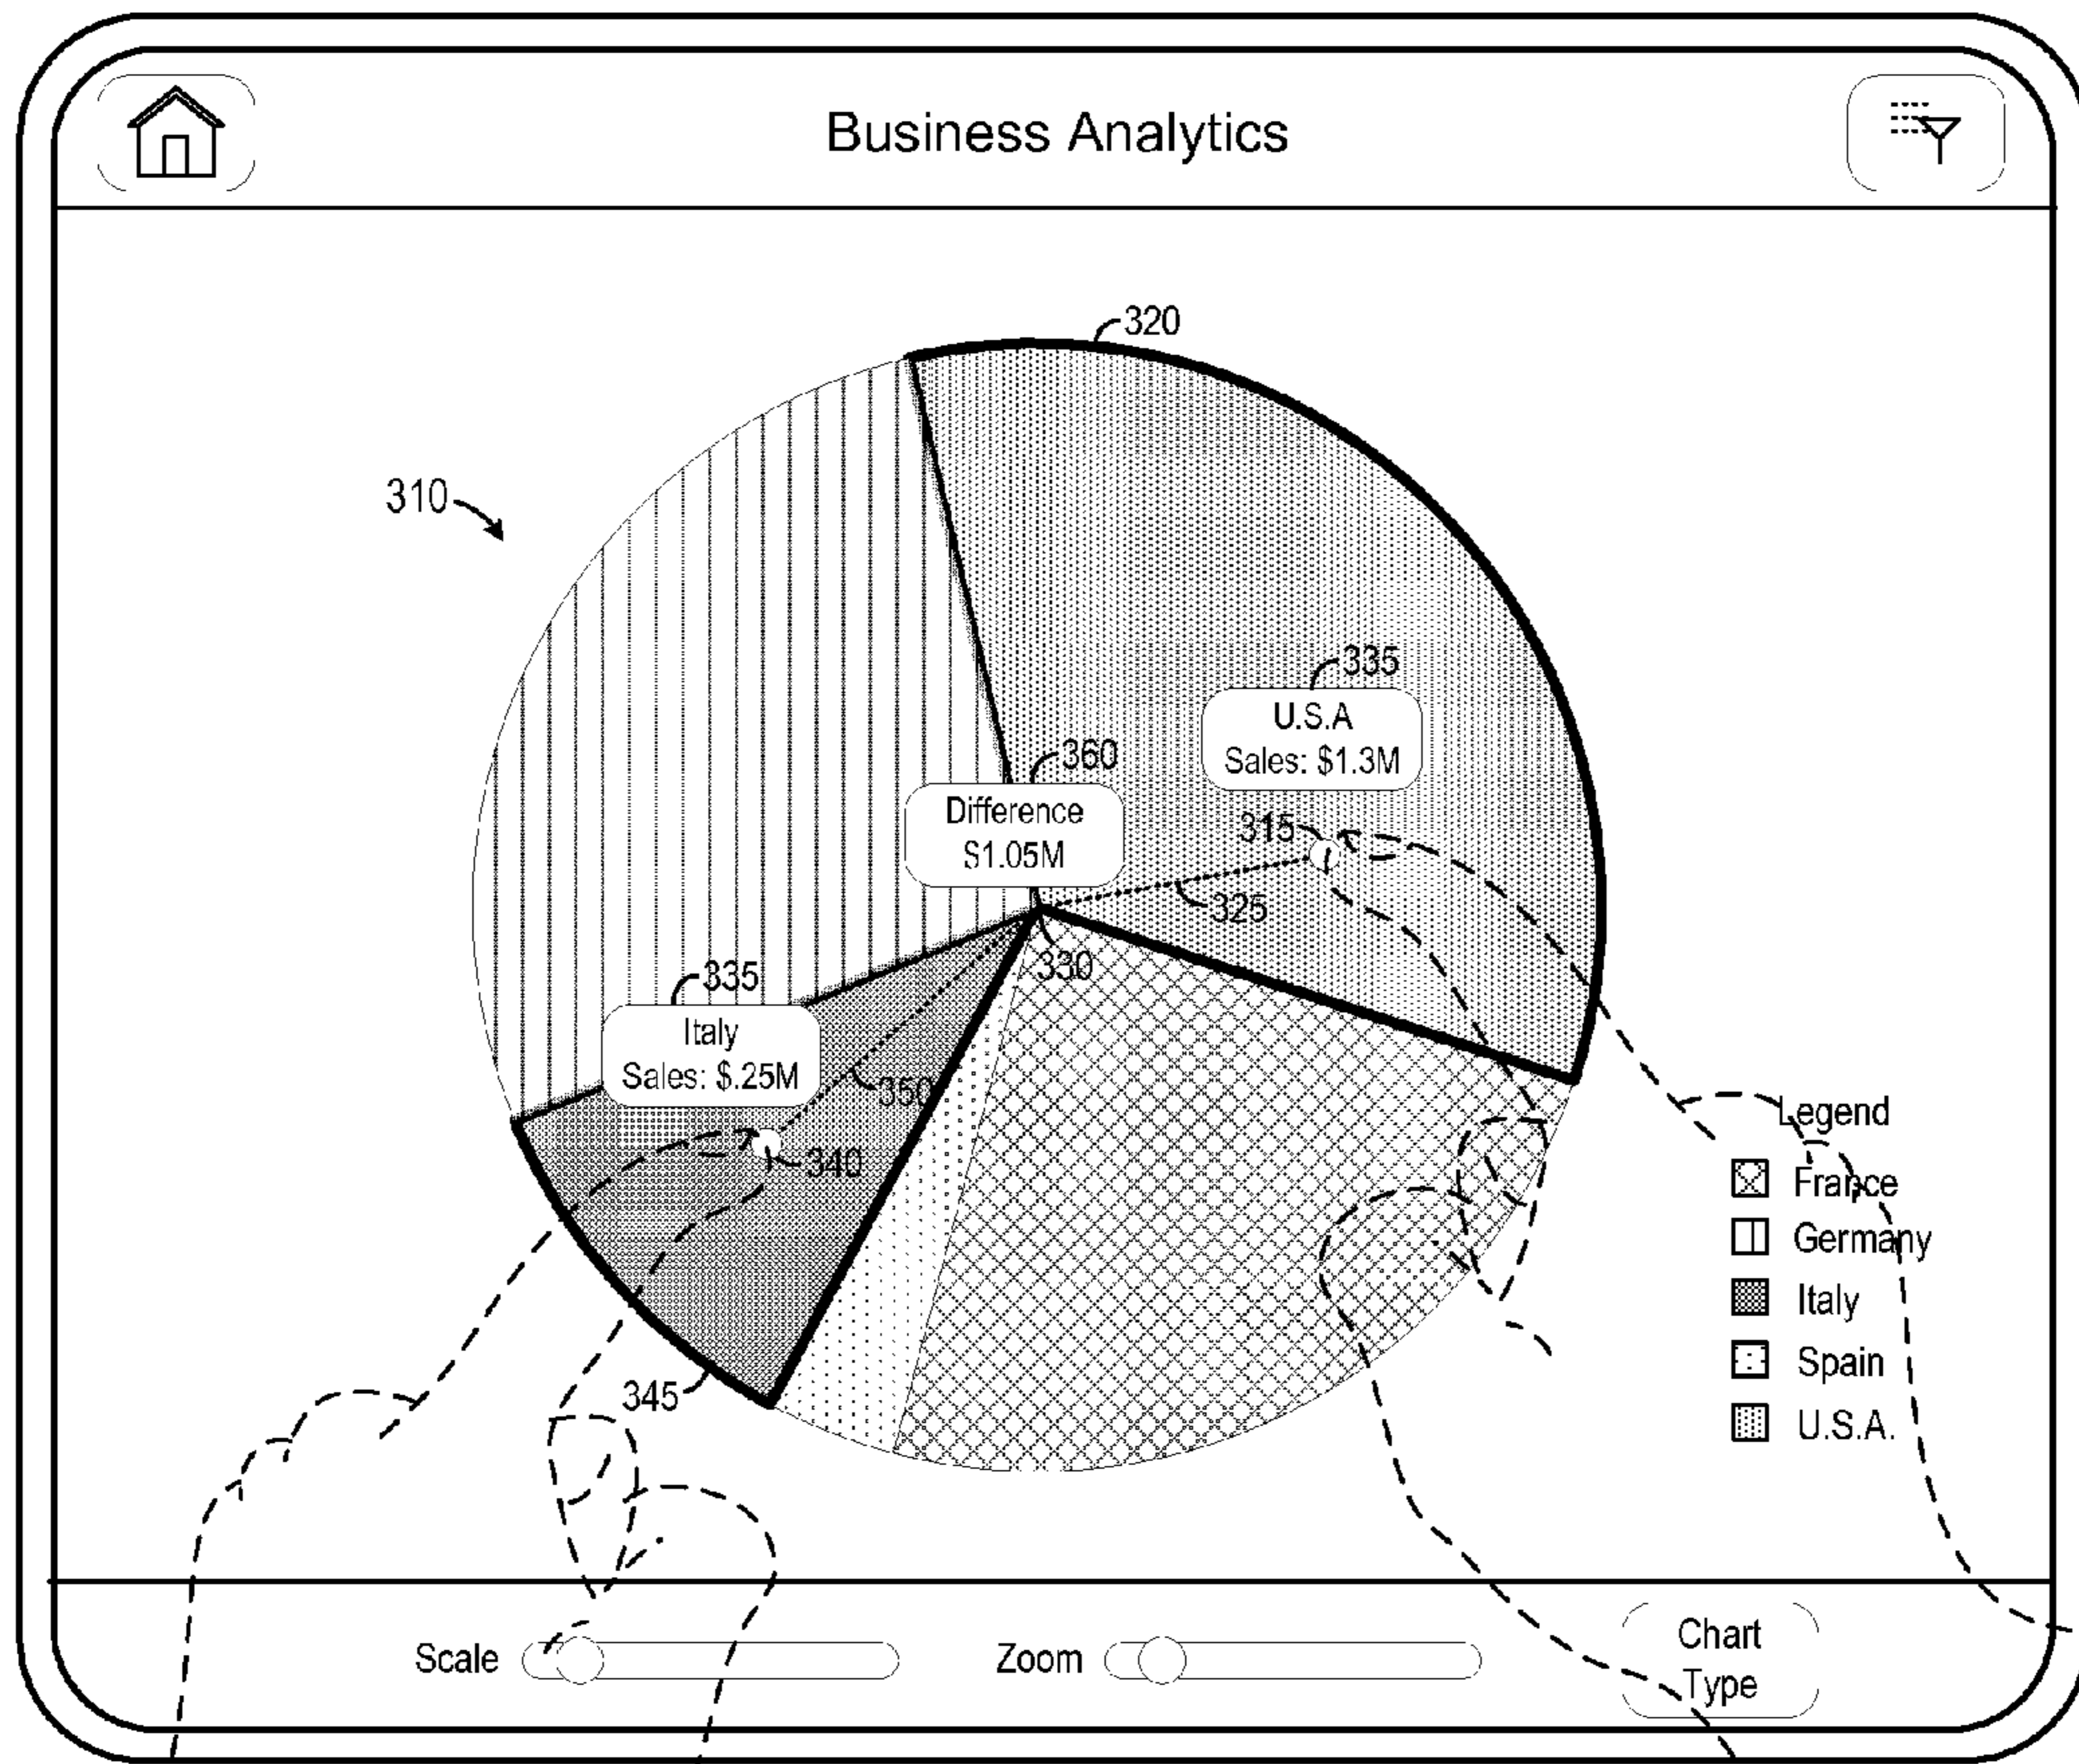 Business Analytics
320
310
335
U.S.A
Sales: $1.3M
360
Difference
$1.05M
315
325
330
335
Italy
Sales: $.25M
350
340
345
Legend
France
Germany
Italy
Spain
U.S.A.
Scale
Zoom
Chart
Type